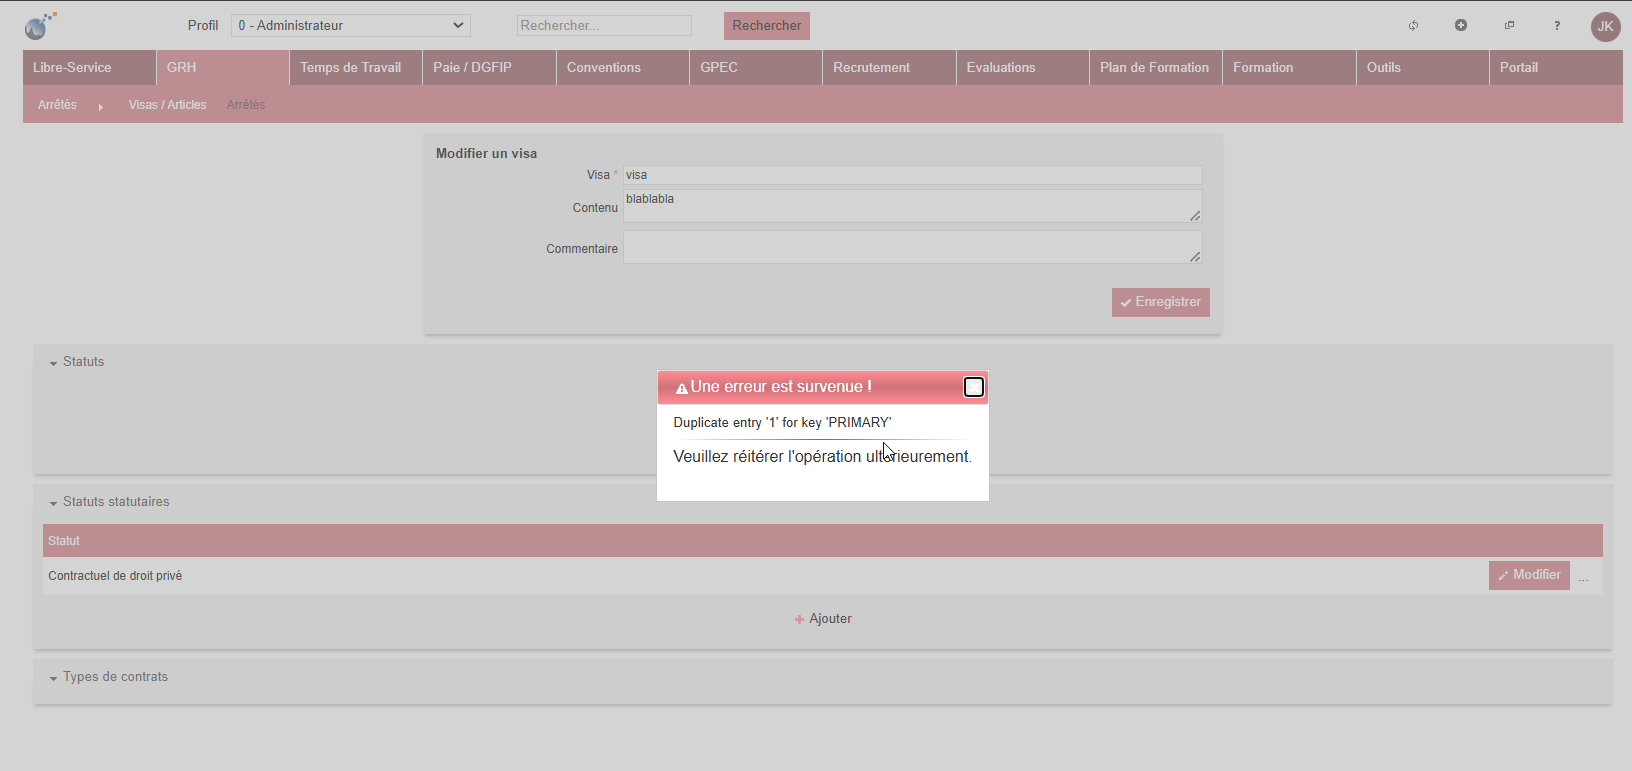 Profil 0 - Administrateur Rechercher... Rechercher ? JK
Libre-Service GRH Temps de Travail Paie / DGFIP Conventions GPEC Recrutement Evaluations Plan de Formation Formation Outils Portail
Arrêtés Visas / Articles Arrêtés
Modifier un visa
Visa * visa
Contenu blablabla
Commentaire
Enregistrer
Statuts
Une erreur est survenue !
Duplicate entry '1' for key 'PRIMARY'
Veuillez réitérer l'opération ultérieurement.
Statuts statutaires
Statut
Contractuel de droit privé Modifier ...
Ajouter
Types de contrats